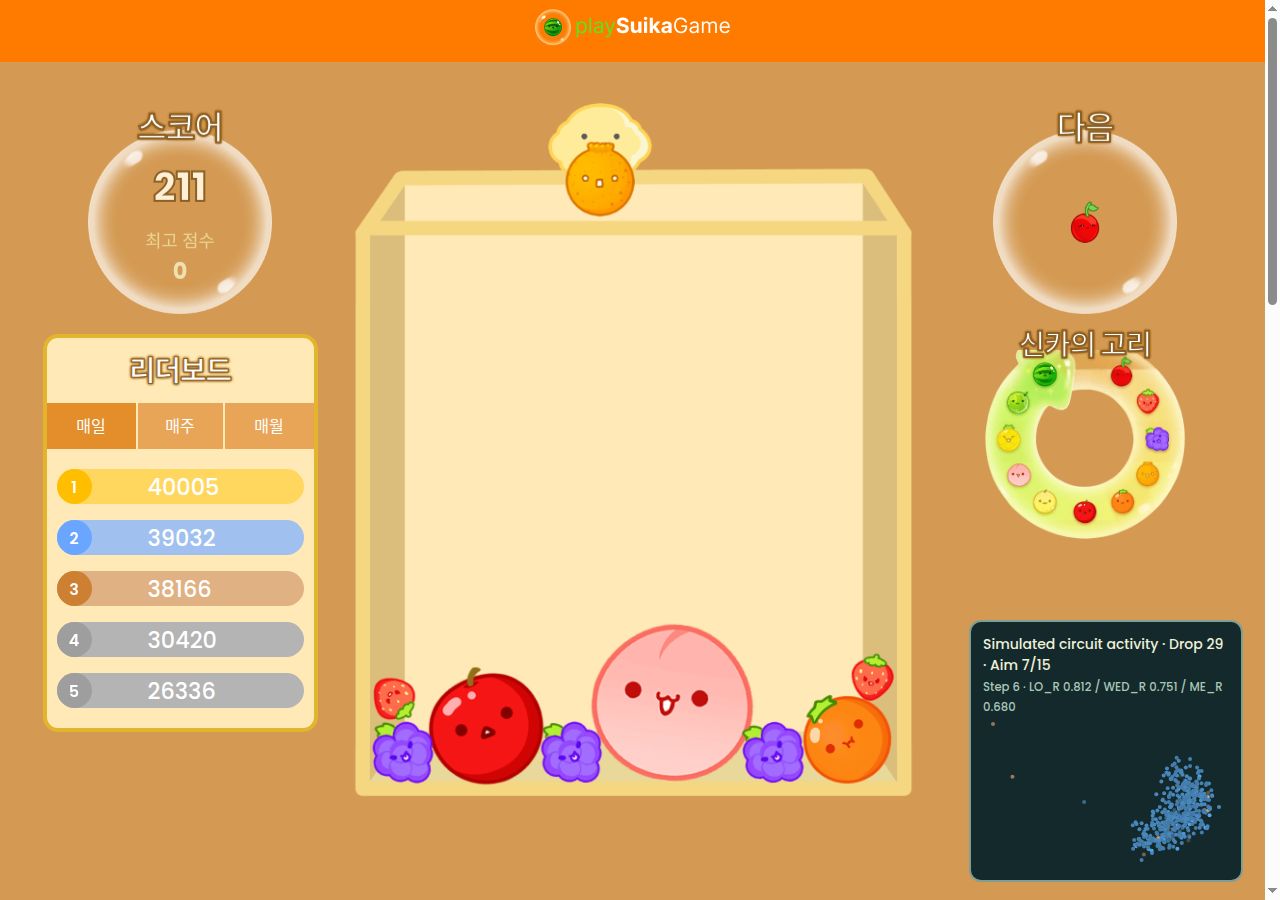 playSuikaGame
스코어
211
최고 점수
0
다음
신카의 고리
리더보드
매일 매주 매월
1 40005
2 39032
3 38166
4 30420
5 26336
Simulated circuit activity · Drop 29
· Aim 7/15
Step 6 · LO_R 0.812 / WED_R 0.751 / ME_R
0.680